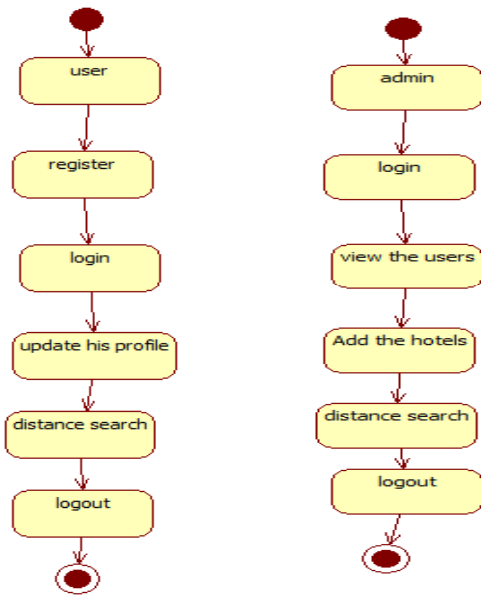 user
register
login
update his profile
distance search
logout
admin
login
view the users
Add the hotels
distance search
logout